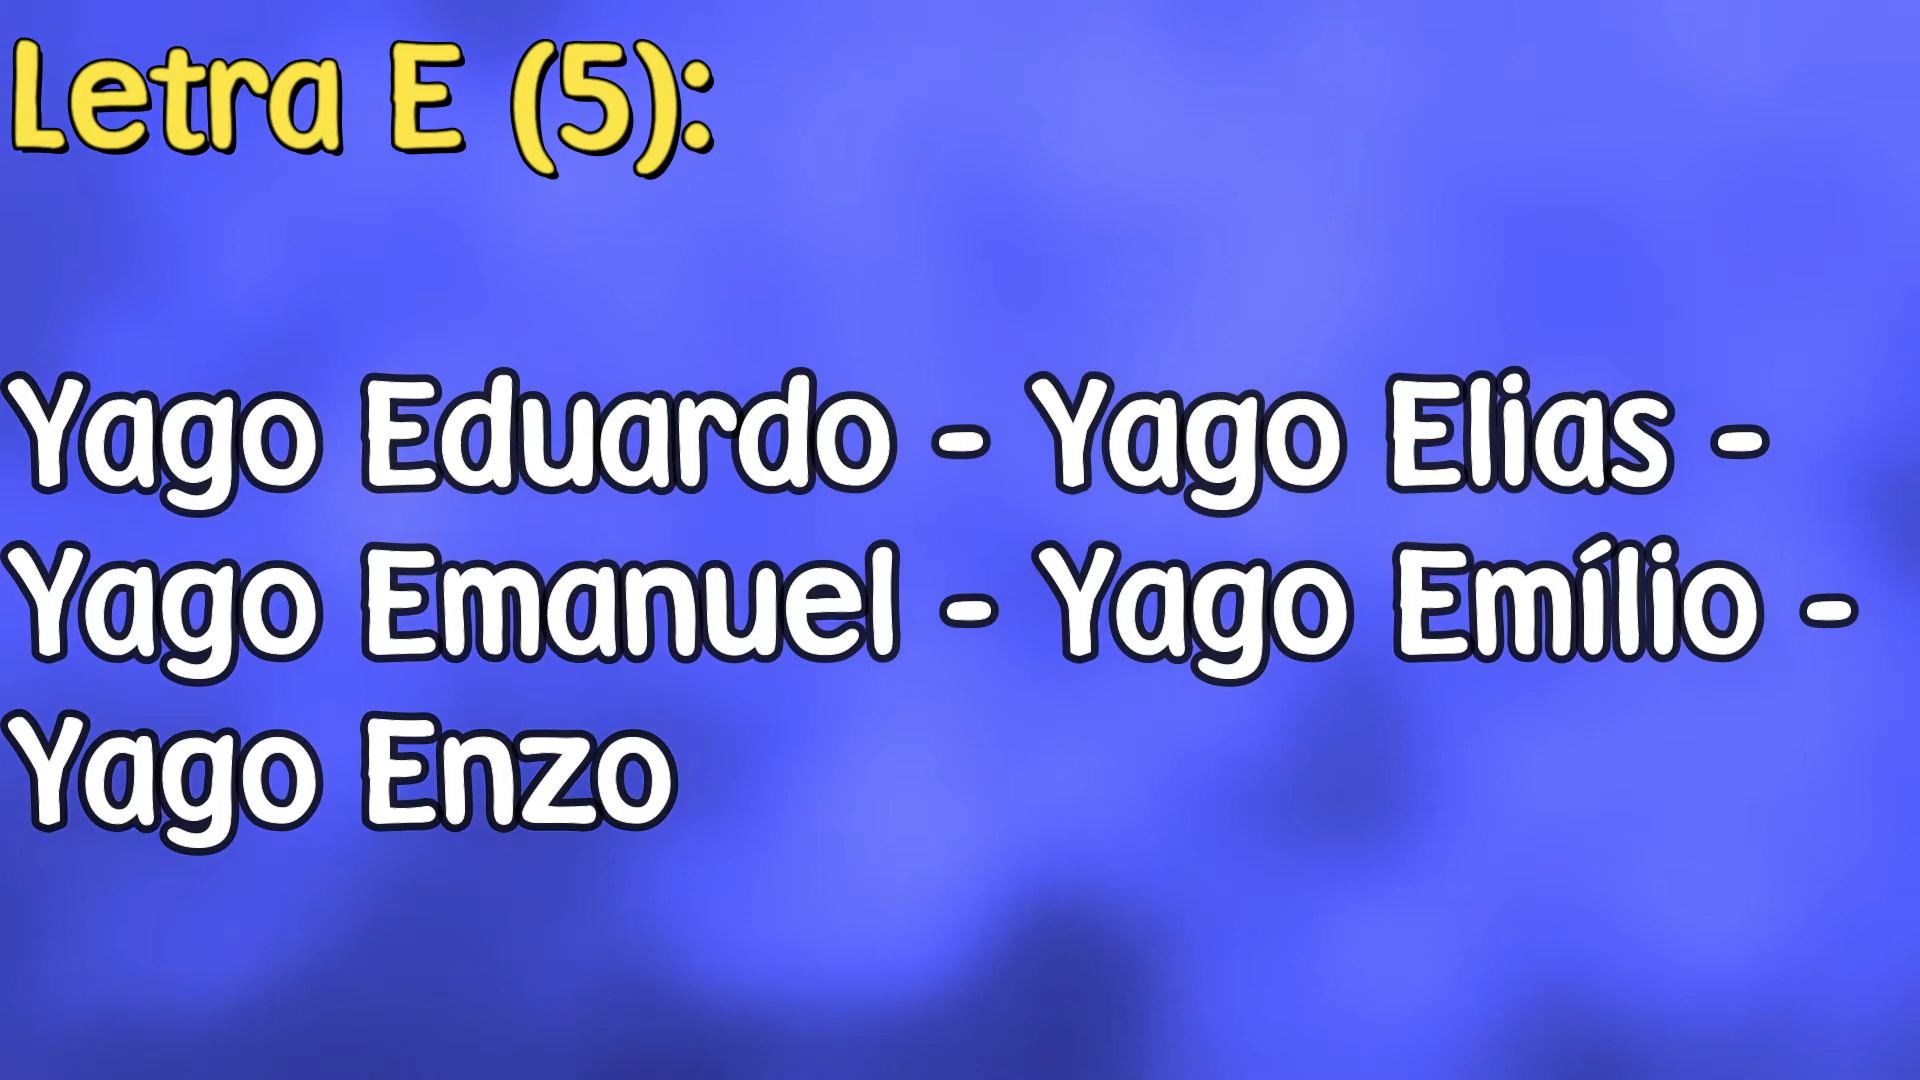 Letra E (5):
Yago Eduardo - Yago Elias -
Yago Emanuel - Yago Emílio -
Yago Enzo